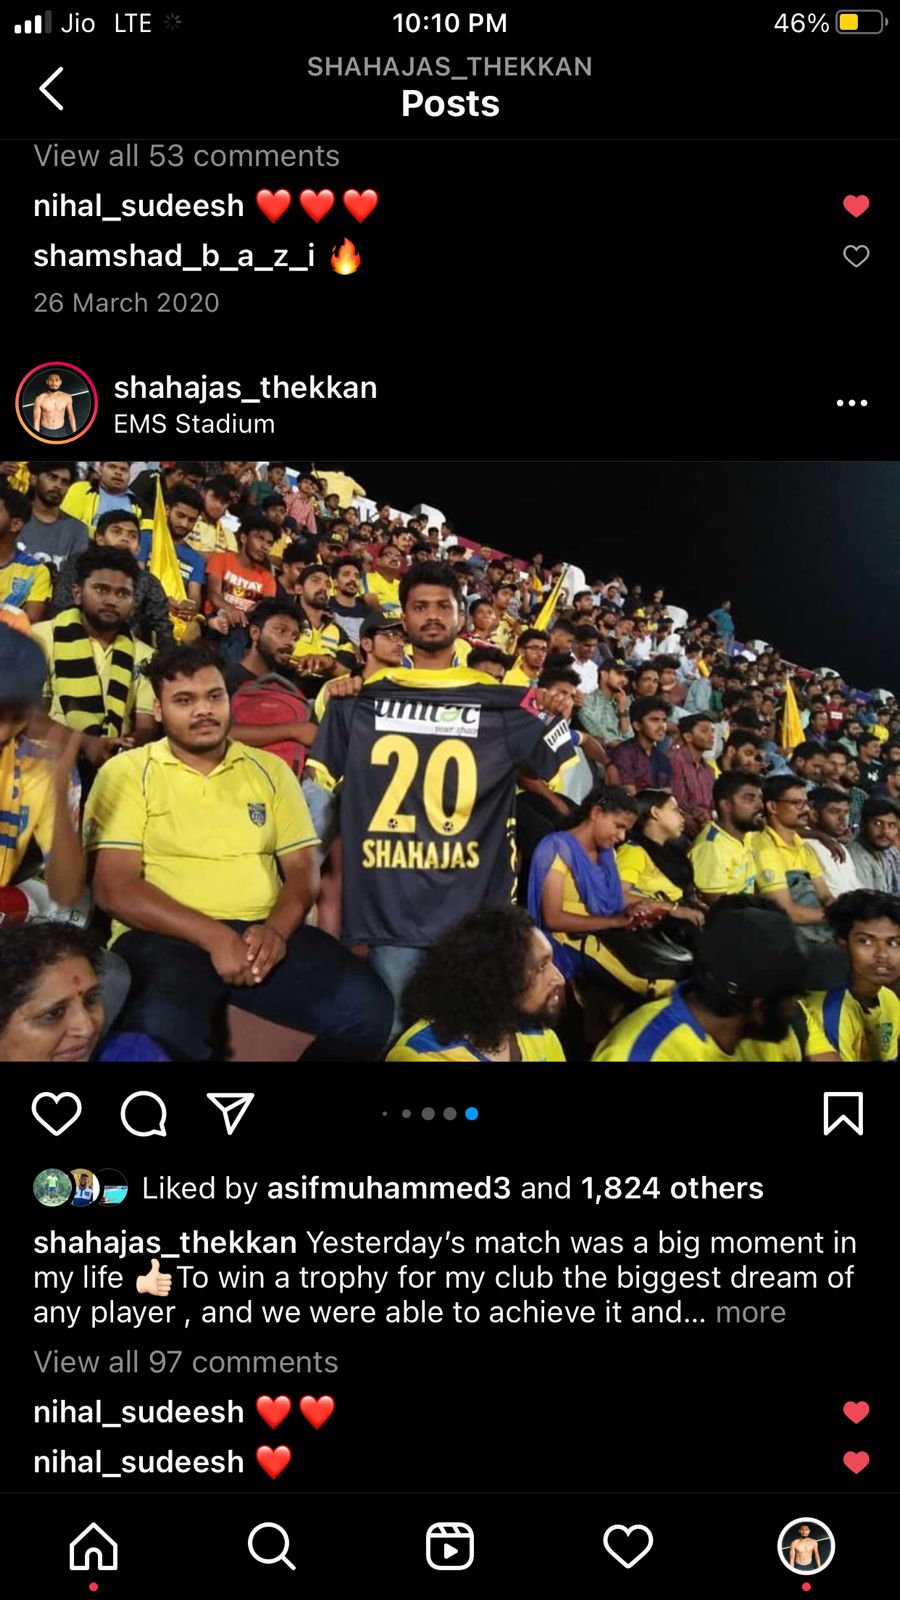 Jio LTE 10:10 PM 46%
SHAHAJAS_THEKKAN
Posts
View all 53 comments
nihal_sudeesh ❤️❤️❤️
shamshad_b_a_z_i 🔥
26 March 2020
shahajas_thekkan
EMS Stadium
unitac
your space
20
SHAHAJAS
Liked by asifmuhammed3 and 1,824 others
shahajas_thekkan Yesterday’s match was a big moment in
my life 👍🏻To win a trophy for my club the biggest dream of
any player , and we were able to achieve it and... more
View all 97 comments
nihal_sudeesh ❤️❤️
nihal_sudeesh ❤️